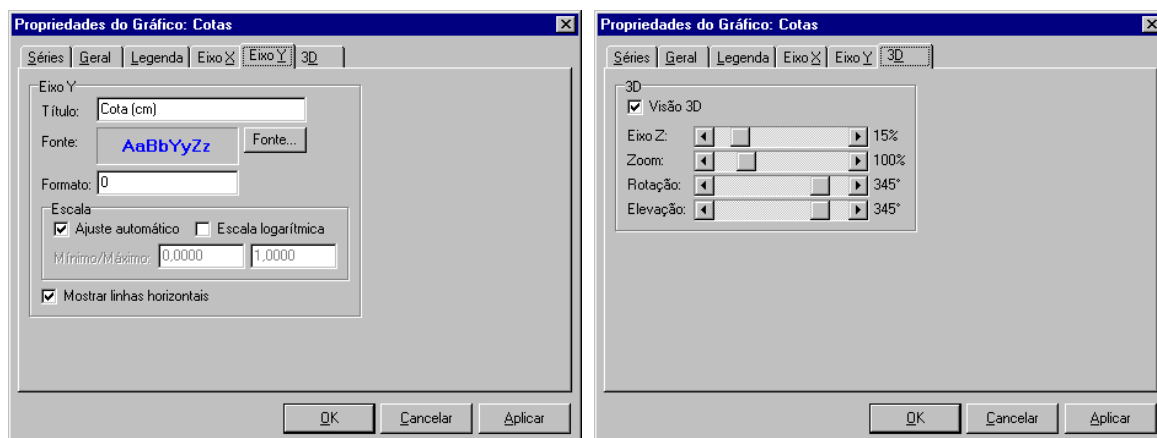 Propriedades do Gráfico: Cotas
Séries Geral Legenda Eixo X Eixo Y 3D
Eixo Y
Título: Cota (cm)
Fonte: AaBbYyZz Fonte...
Formato: 0
Escala
Ajuste automático Escala logarítmica
Mínimo/Máximo: 0,0000 1,0000
Mostrar linhas horizontais
OK Cancelar Aplicar
Propriedades do Gráfico: Cotas
Séries Geral Legenda Eixo X Eixo Y 3D
3D
Visão 3D
Eixo Z: 15%
Zoom: 100%
Rotação: 345°
Elevação: 345°
OK Cancelar Aplicar